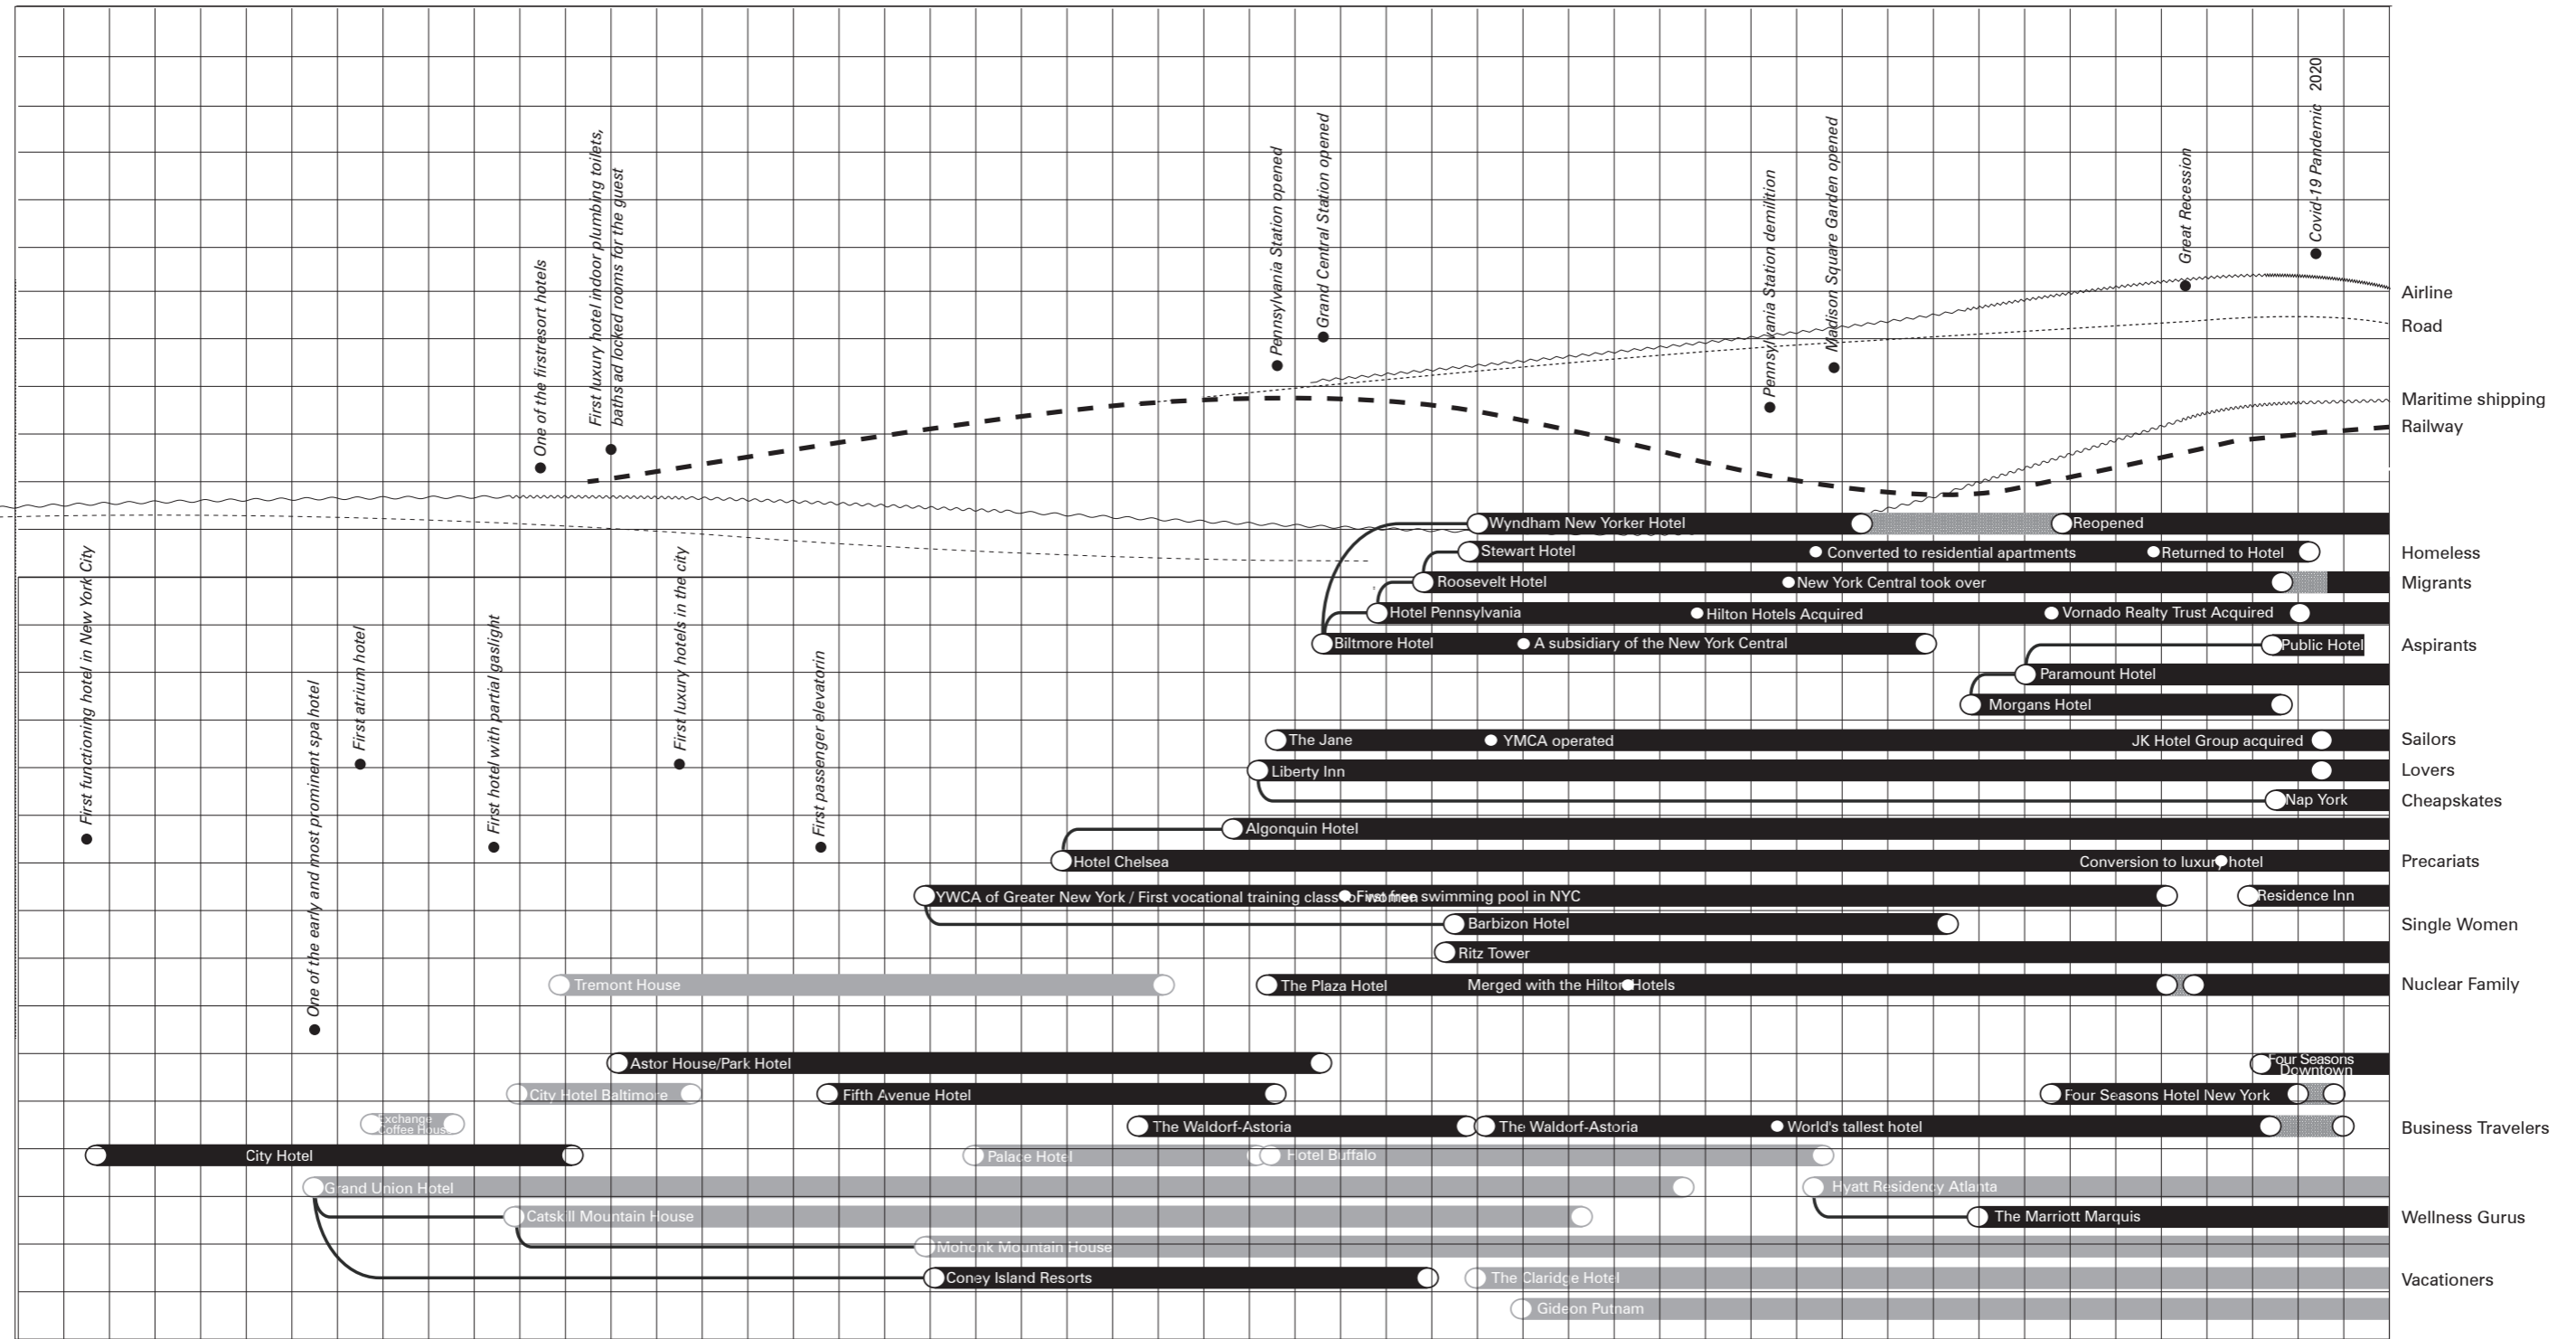 Covid-19 Pandemic 2020
Grand Central Station opened
Madison Square Garden opened
First luxury hotel indoor plumbing toilets,
baths ad locked rooms for the guest
Pennsylvania Station opened
Great Recession
Pennsylvania Station demilition
One of the firstresort hotels
Airline
Road
Maritime shipping
Railway
First functioning hotel in New York City
First luxury hotels in the city
Wyndham New Yorker Hotel
Reopened
Stewart Hotel
Converted to residential apartments
Returned to Hotel
Homeless
Roosevelt Hotel
New York Central took over
Migrants
First hotel with partial gaslight
First atrium hotel
Hotel Pennsylvania
Hilton Hotels Acquired
Vornado Realty Trust Acquired
Biltmore Hotel
A subsidiary of the New York Central
Public Hotel
Aspirants
First passenger elevatorin
Paramount Hotel
One of the early and most prominent spa hotel
Morgans Hotel
The Jane
YMCA operated
JK Hotel Group acquired
Sailors
Liberty Inn
Lovers
Nap York
Cheapskates
Algonquin Hotel
Hotel Chelsea
Conversion to luxury hotel
Precariats
YWCA of Greater New York / First vocational training class for women
First free swimming pool in NYC
Residence Inn
Barbizon Hotel
Single Women
Ritz Tower
Tremont House
The Plaza Hotel
Merged with the Hilton Hotels
Nuclear Family
Astor House/Park Hotel
Four Seasons
Downtown
City Hotel Baltimore
Fifth Avenue Hotel
Four Seasons Hotel New York
Exchange
Coffee House
The Waldorf-Astoria
The Waldorf-Astoria
World's tallest hotel
Business Travelers
City Hotel
Palace Hotel
Hotel Buffalo
Grand Union Hotel
Hyatt Residency Atlanta
Catskill Mountain House
The Marriott Marquis
Wellness Gurus
Mohonk Mountain House
Coney Island Resorts
The Claridge Hotel
Vacationers
Gideon Putnam